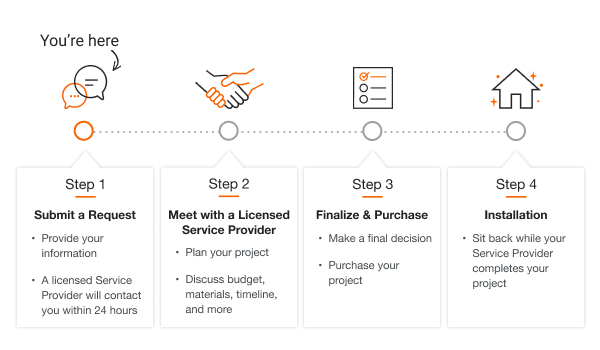 You're here
Step 1
Submit a Request
• Provide your
information
• A licensed Service
Provider will contact
you within 24 hours
Step 2
Meet with a Licensed
Service Provider
• Plan your project
• Discuss budget,
materials, timeline,
and more
Step 3
Finalize & Purchase
• Make a final decision
• Purchase your
project
Step 4
Installation
• Sit back while your
Service Provider
completes your
project